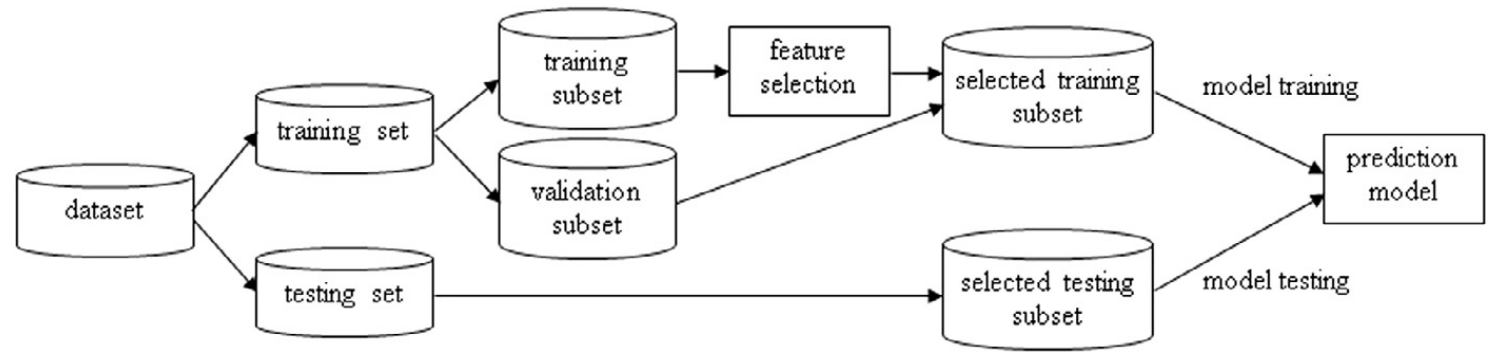 dataset
training set
testing set
training
subset
validation
subset
feature
selection
selected training
subset
selected testing
subset
model training
model testing
prediction
model